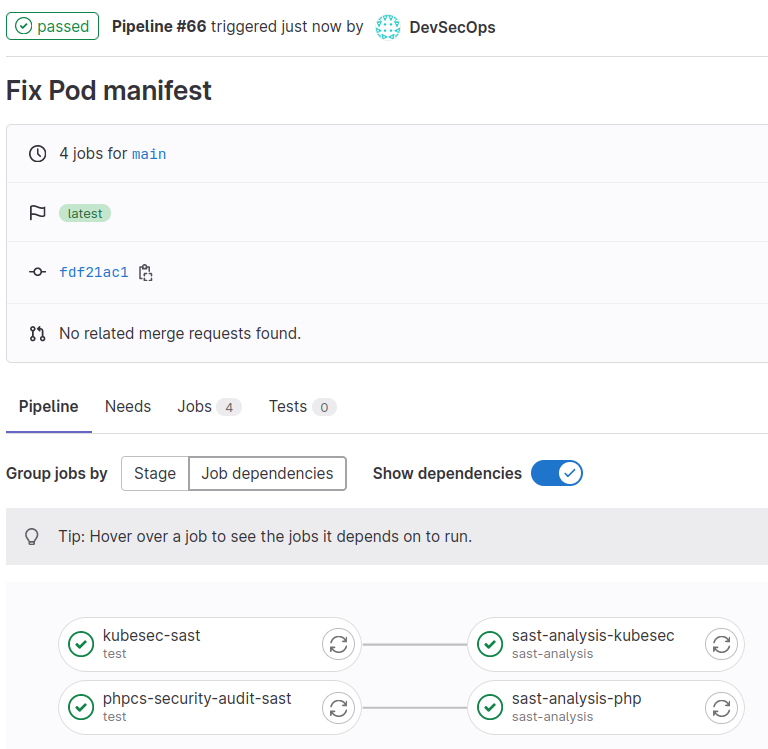 passed Pipeline #66 triggered just now by DevSecOps
Fix Pod manifest
4 jobs for main
latest
fdf21ac1
No related merge requests found.
Pipeline Needs Jobs 4 Tests 0
Group jobs by Stage Job dependencies Show dependencies
Tip: Hover over a job to see the jobs it depends on to run.
kubesec-sast
test
sast-analysis-kubesec
sast-analysis
phpcs-security-audit-sast
test
sast-analysis-php
sast-analysis